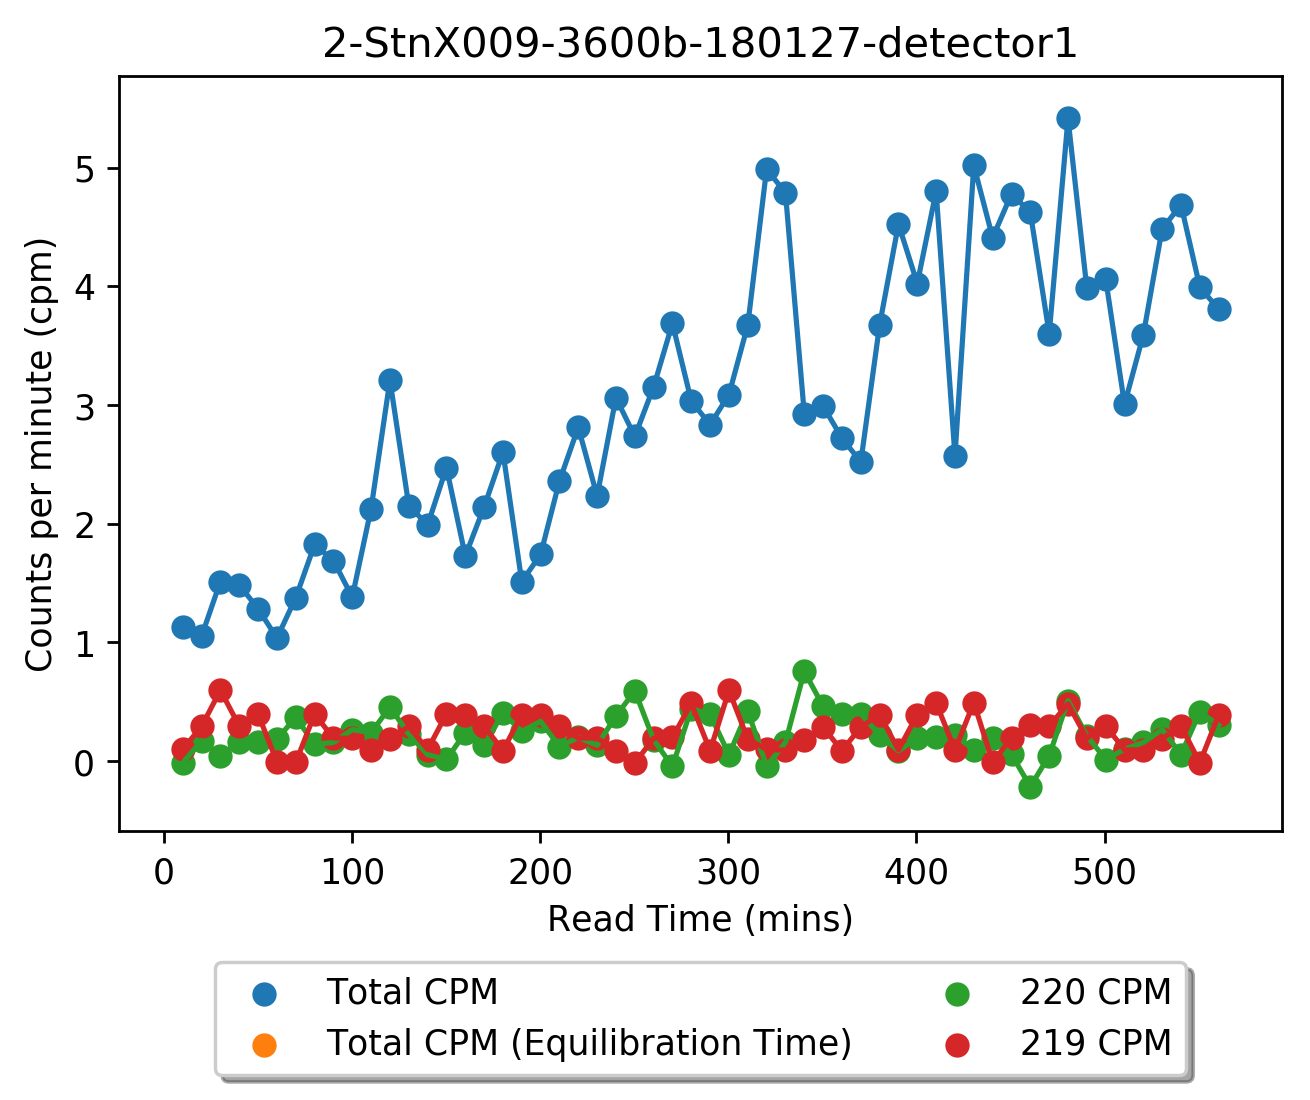 2-StnX009-3600b-180127-detector1
5
4
3
2
1
0
Counts per minute (cpm)
0 100 200 300 400 500
Read Time (mins)
Total CPM 220 CPM
Total CPM (Equilibration Time) 219 CPM